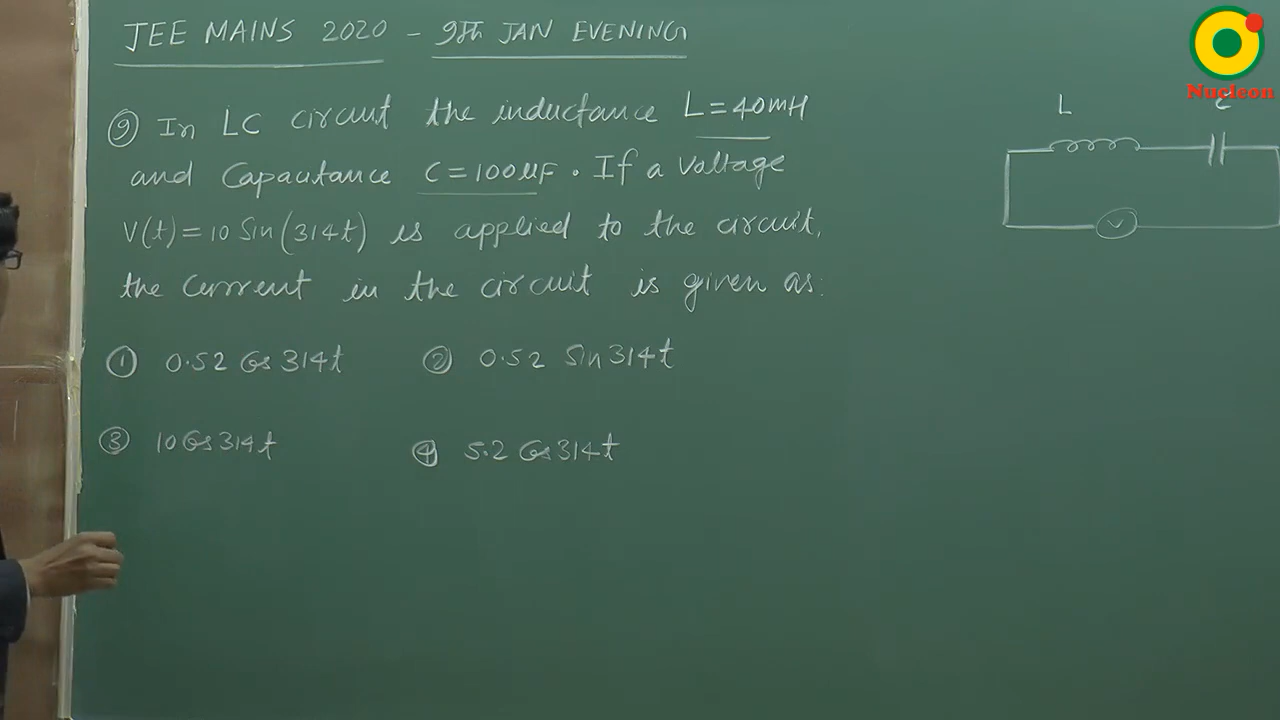 JEE MAINS 2020 - 9th JAN EVENING
Nucleon
⑨ In LC circuit the inductance L = 40mH
and Capacitance C = 100μF. If a Voltage
V(t) = 10 Sin(314t) is applied to the circuit,
the current in the circuit is given as:
① 0.52 Cos 314t ② 0.52 Sin 314t
③ 10 Cos 314t ④ 5.2 Cos 314t
L C
V